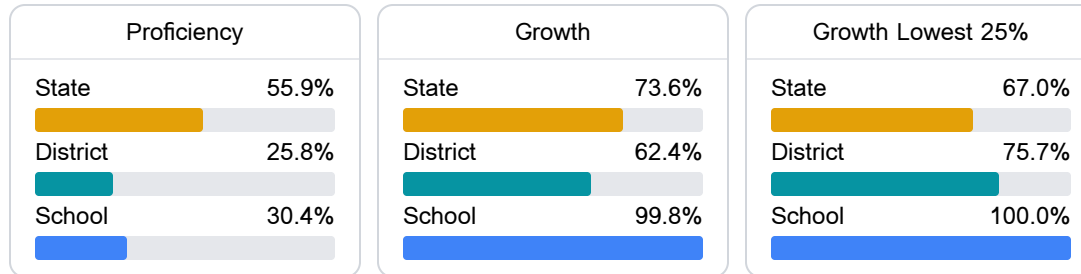 Proficiency
State 55.9%
District 25.8%
School 30.4%
Growth
State 73.6%
District 62.4%
School 99.8%
Growth Lowest 25%
State 67.0%
District 75.7%
School 100.0%